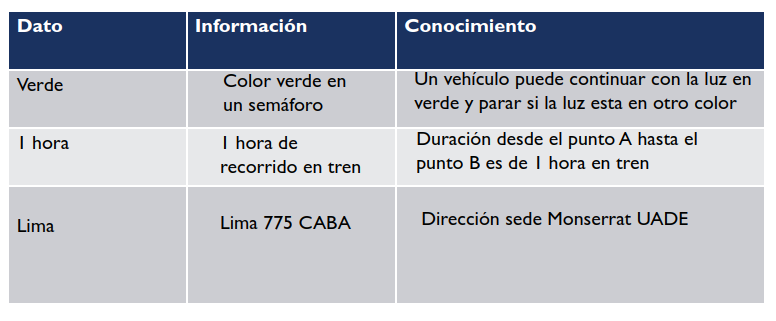 Dato
Información
Conocimiento
Verde
Color verde en
un semáforo
Un vehículo puede continuar con la luz en
verde y parar si la luz esta en otro color
1 hora
1 hora de
recorrido en tren
Duración desde el punto A hasta el
punto B es de 1 hora en tren
Lima
Lima 775 CABA
Dirección sede Monserrat UADE